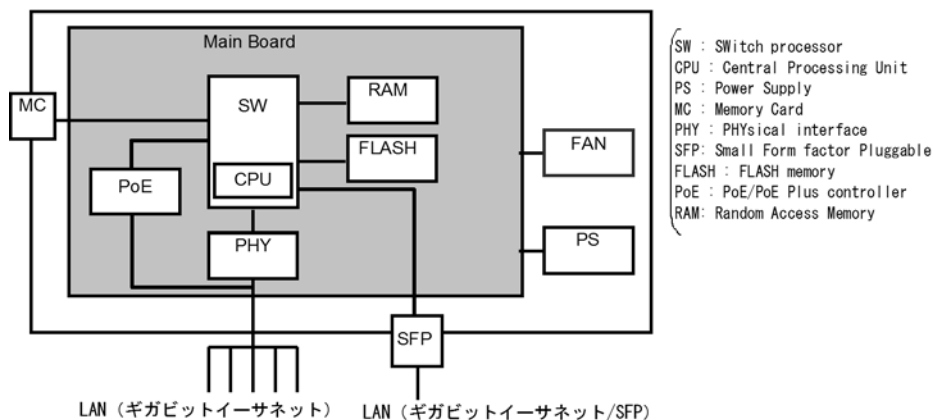 Main Board
MC
SW
CPU
RAM
FLASH
PoE
PHY
FAN
PS
SFP
LAN（ギガビットイーサネット）
LAN（ギガビットイーサネット/SFP）
SW : SWitch processor
CPU : Central Processing Unit
PS : Power Supply
MC : Memory Card
PHY : PHYsical interface
SFP: Small Form factor Pluggable
FLASH : FLASH memory
PoE : PoE/PoE Plus controller
RAM: Random Access Memory